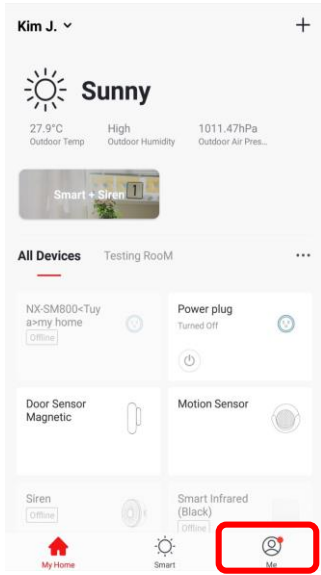 Kim J.
Sunny
27.9°C High 1011.47hPa
Outdoor Temp Outdoor Humidity Outdoor Air Pres...
Smart + Siren 1
All Devices Testing RooM
NX-SM800<Tuy
a>my home
Offline
Power plug
Turned Off
Door Sensor
Magnetic
Motion Sensor
Siren
Offline
Smart Infrared
(Black)
Offline
My Home Smart Me